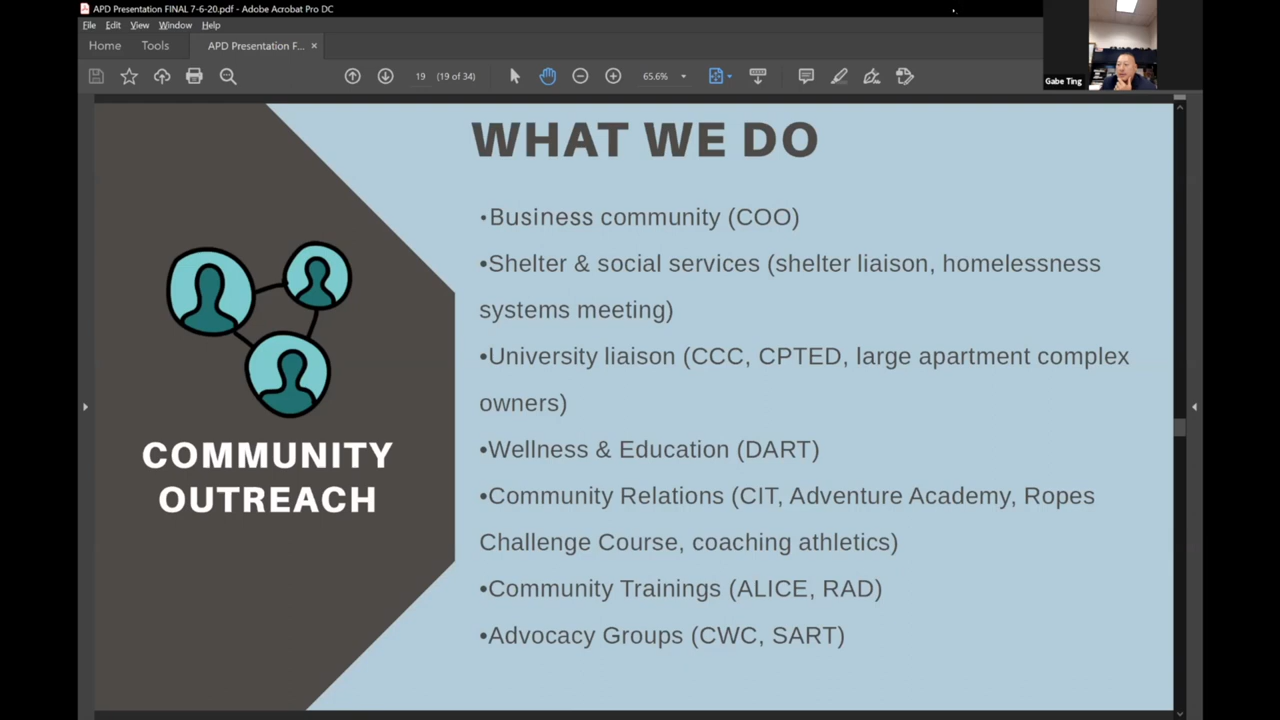 APD Presentation FINAL 7-6-20.pdf - Adobe Acrobat Pro DC
File Edit View Window Help
Home Tools APD Presentation F... ×
19 (19 of 34) 65.6%
Gabe Ting
WHAT WE DO
•Business community (COO)
•Shelter & social services (shelter liaison, homelessness
systems meeting)
•University liaison (CCC, CPTED, large apartment complex
owners)
•Wellness & Education (DART)
•Community Relations (CIT, Adventure Academy, Ropes
Challenge Course, coaching athletics)
•Community Trainings (ALICE, RAD)
•Advocacy Groups (CWC, SART)
COMMUNITY
OUTREACH